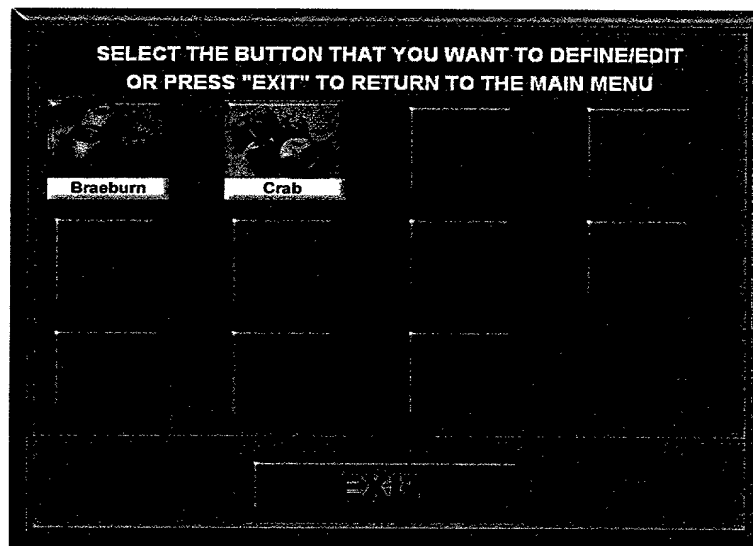 SELECT THE BUTTON THAT YOU WANT TO DEFINE/EDIT
OR PRESS "EXIT" TO RETURN TO THE MAIN MENU
Braeburn
Crab
EXIT